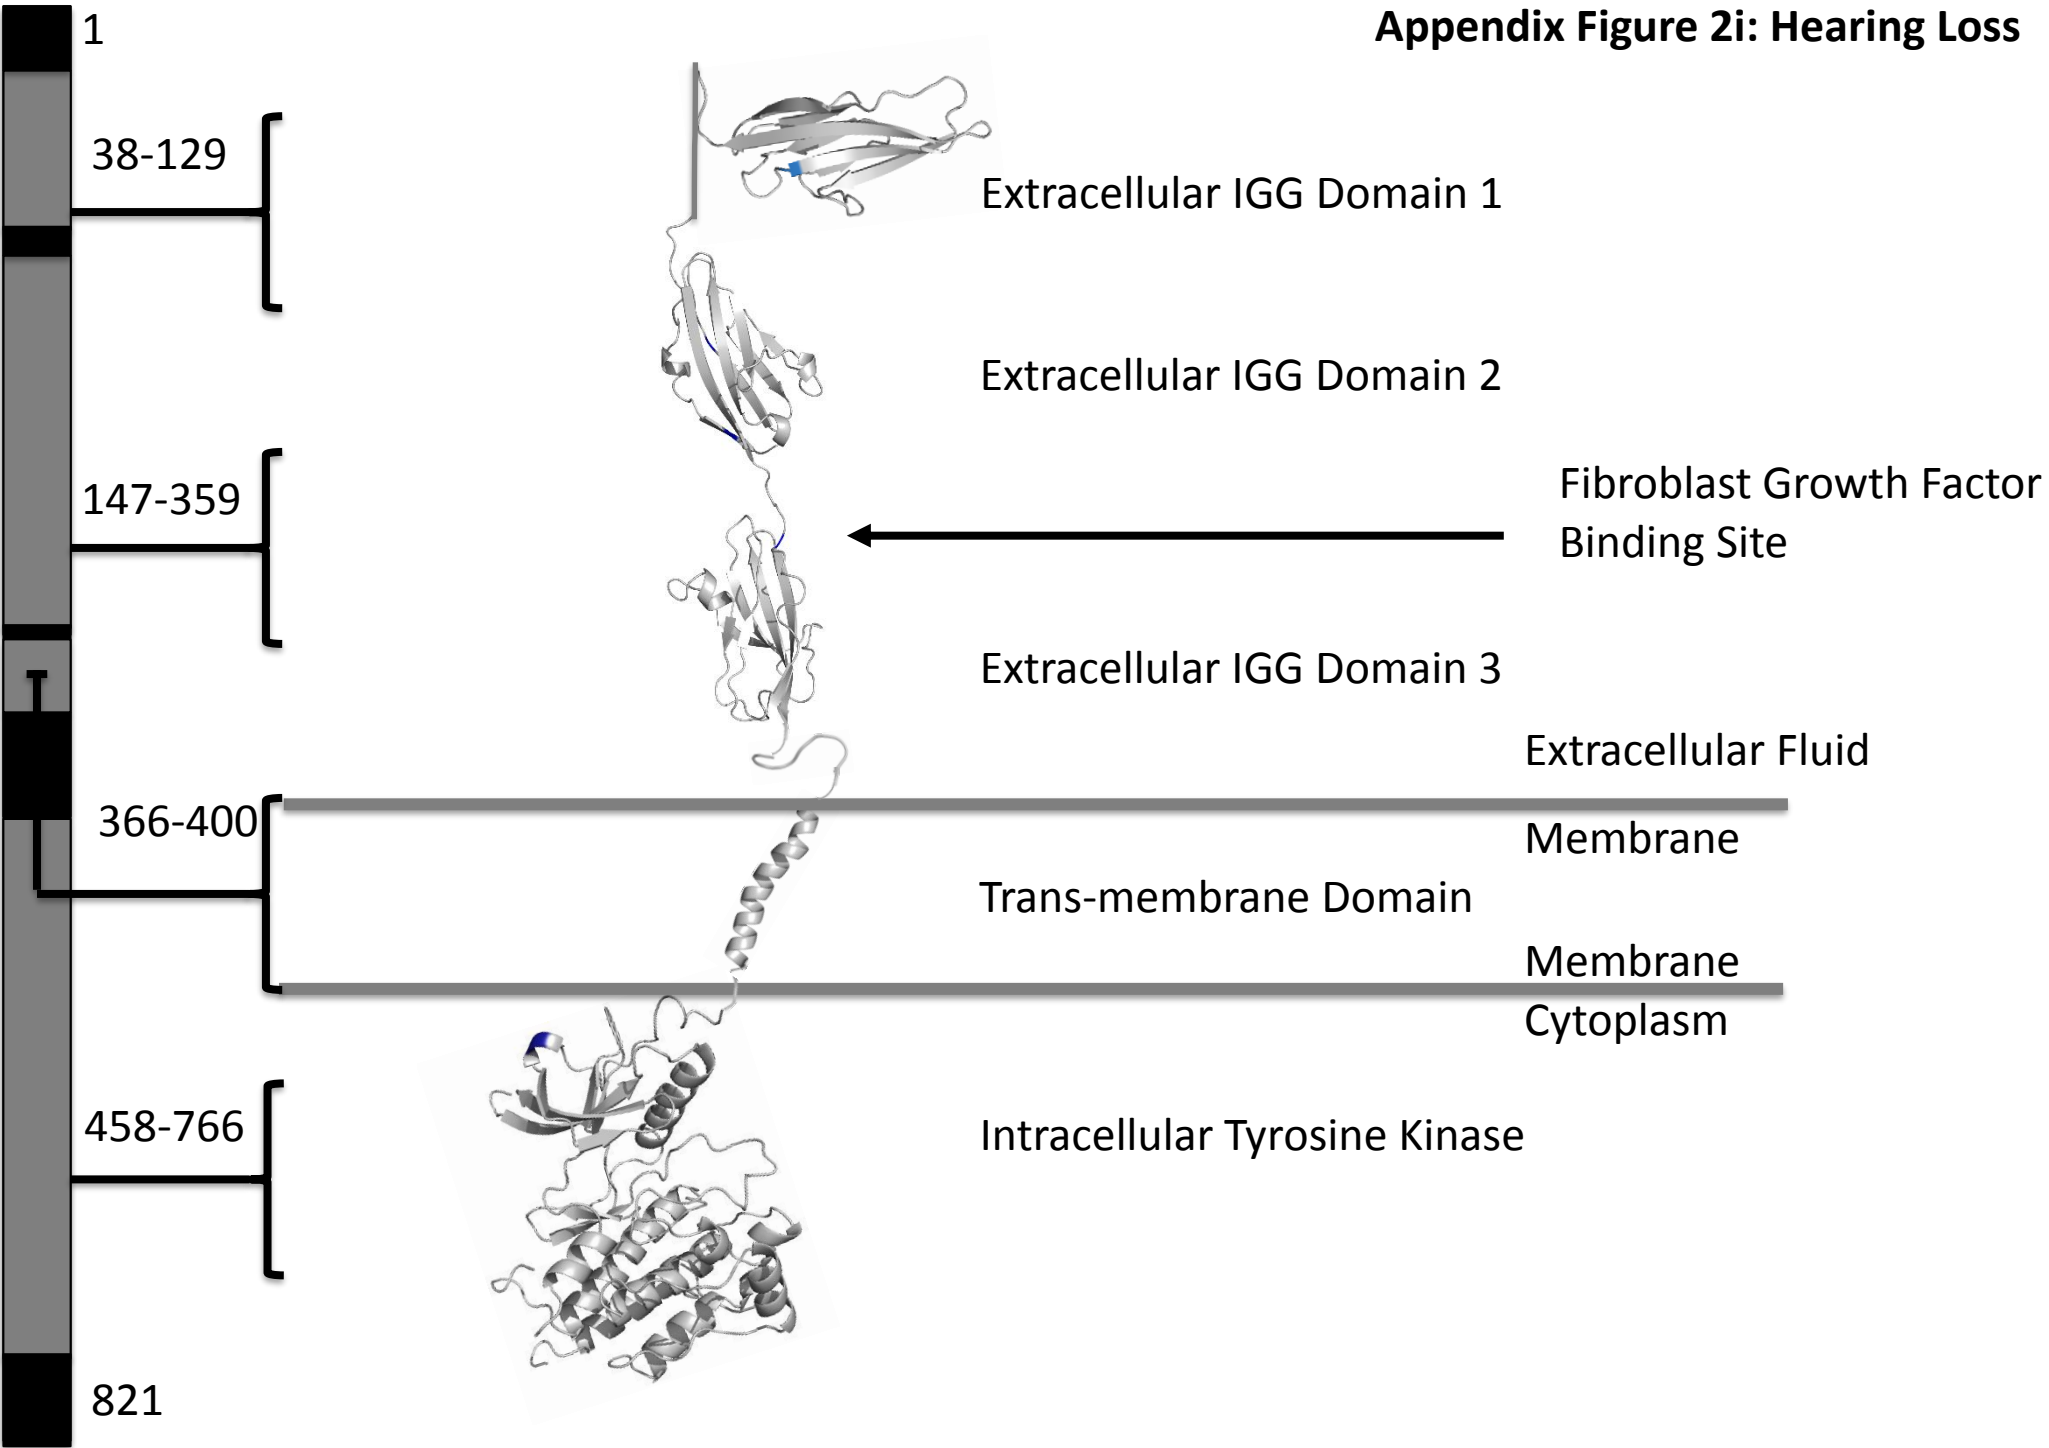 Appendix Figure 2i: Hearing Loss
1
38-129
Extracellular IGG Domain 1
Extracellular IGG Domain 2
147-359
Fibroblast Growth Factor
Binding Site
Extracellular IGG Domain 3
Extracellular Fluid
366-400
Membrane
Trans-membrane Domain
Membrane
Cytoplasm
458-766
Intracellular Tyrosine Kinase
821